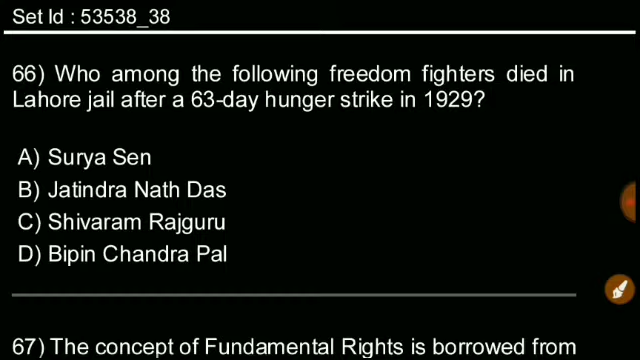 Set Id : 53538_38
66) Who among the following freedom fighters died in
Lahore jail after a 63-day hunger strike in 1929?
A) Surya Sen
B) Jatindra Nath Das
C) Shivaram Rajguru
D) Bipin Chandra Pal
67) The concept of Fundamental Rights is borrowed from